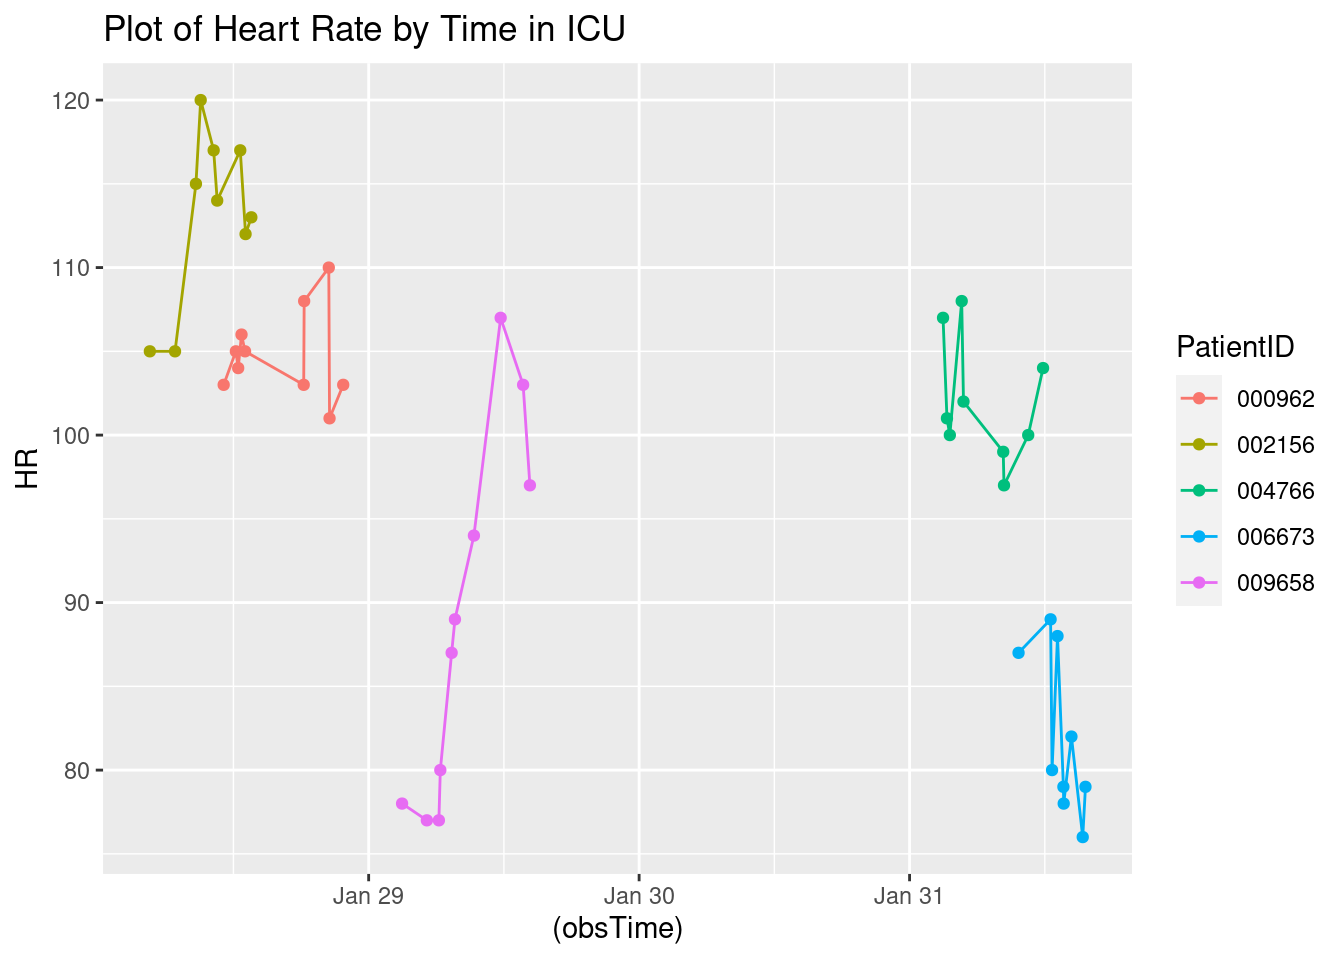 Plot of Heart Rate by Time in ICU
120
110
100
90
80
HR
Jan 29
Jan 30
Jan 31
(obsTime)
PatientID
000962
002156
004766
006673
009658